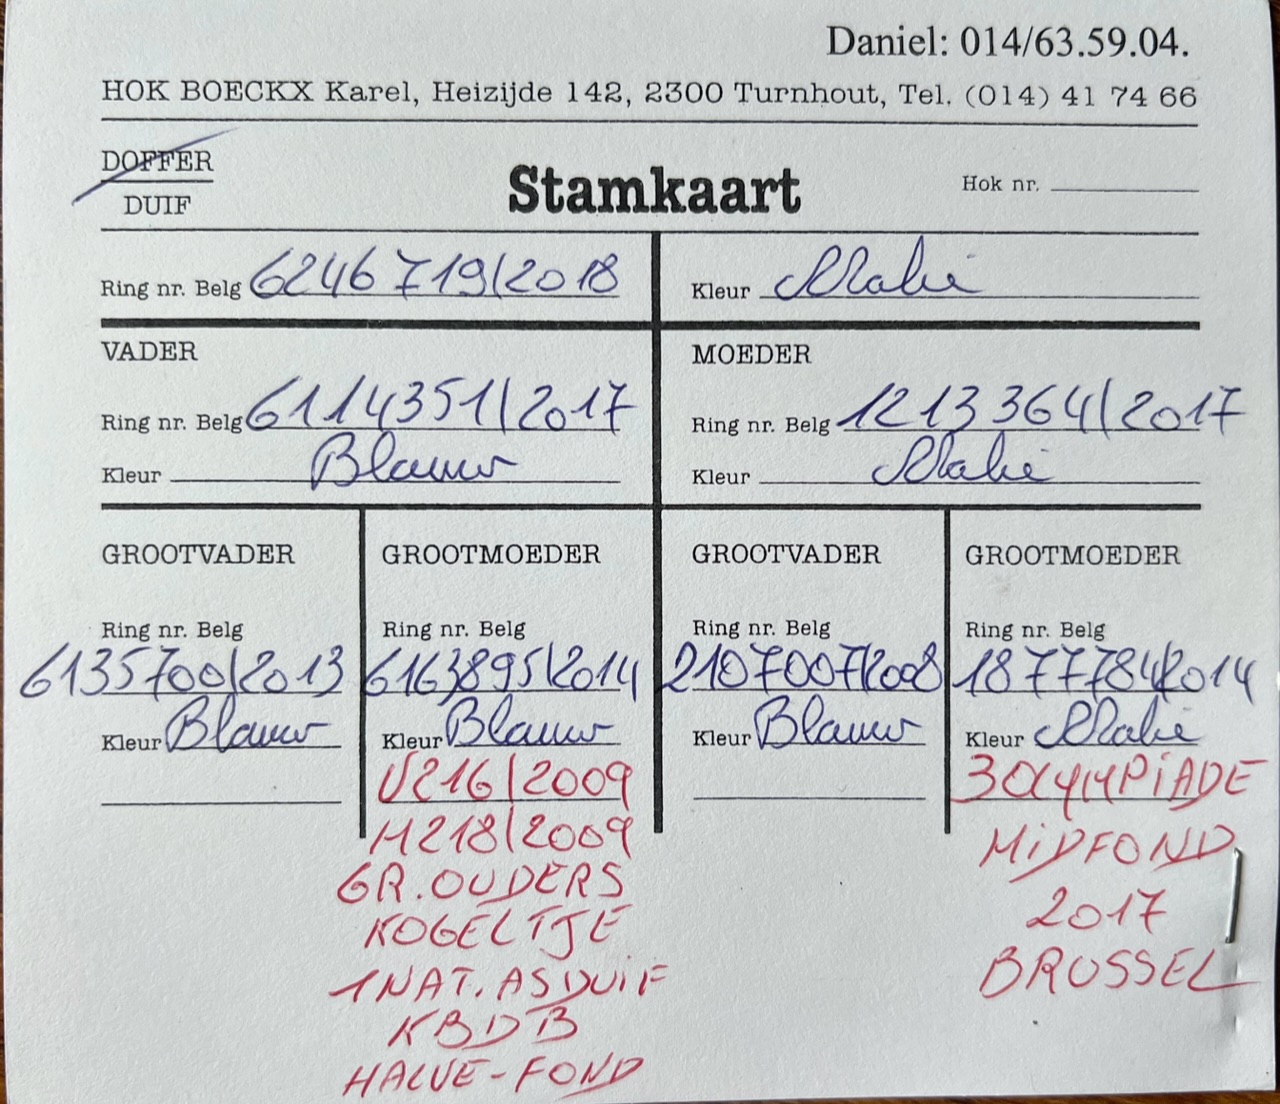 Daniel: 014/63.59.04.
HOK BOECKX Karel, Heizijde 142, 2300 Turnhout, Tel. (014) 41 74 66
DOFFER
DUIF
Stamkaart
Hok nr.
Ring nr. Belg 6246719/2018
Kleur
VADER
Ring nr. Belg 6114351/2017
Kleur Blauw
MOEDER
Ring nr. Belg 1213364/2017
Kleur
GROOTVADER
Ring nr. Belg
6135700/2013
Kleur Blauw
GROOTMOEDER
Ring nr. Belg
6163895/2014
Kleur Blauw
V216/2009
M218/2009
GR.OUDERS
KOGELTJE
1NAT.ASDUIF
KBDB
HALVE-FOND
GROOTVADER
Ring nr. Belg
2107007/2008
Kleur Blauw
GROOTMOEDER
Ring nr. Belg
1877784/2014
Kleur
3OLYMPiADE
MiDFOND
2017
BRUSSEL